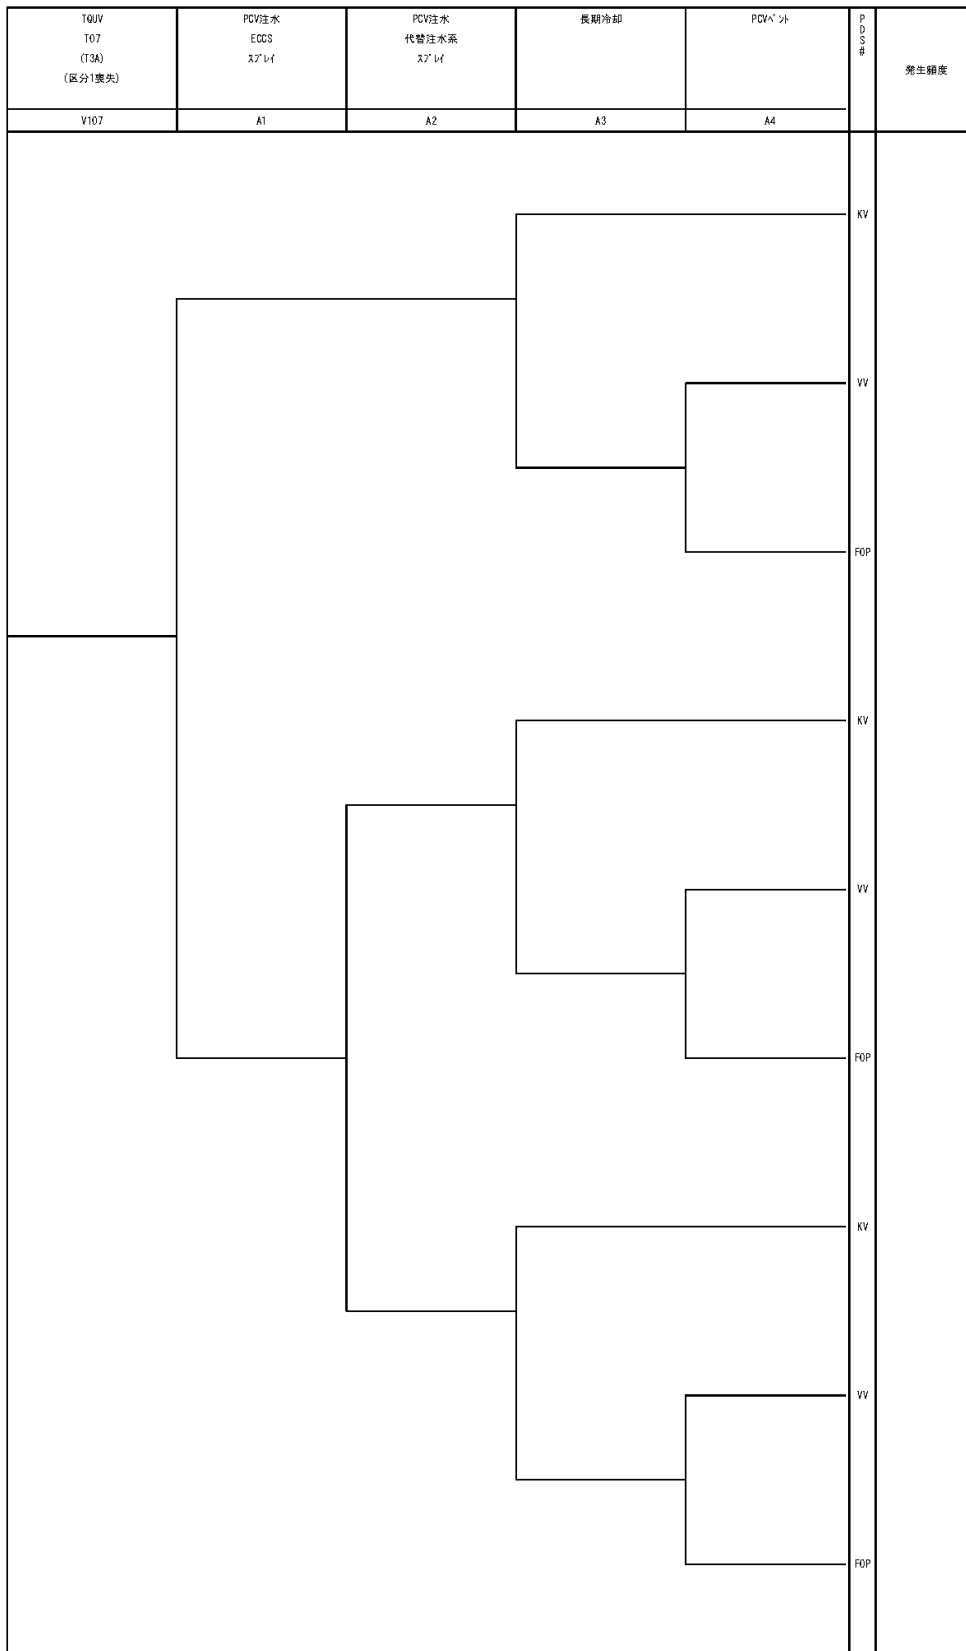 TQUV
T07
(T3A)
(区分1喪失)
PCV注水
ECCS
スプレイ
PCV注水
代替注水系
スプレイ
長期冷却
PCVベント
PDS#
発生頻度
V107
A1
A2
A3
A4
KV
VV
FOP
KV
VV
FOP
KV
VV
FOP